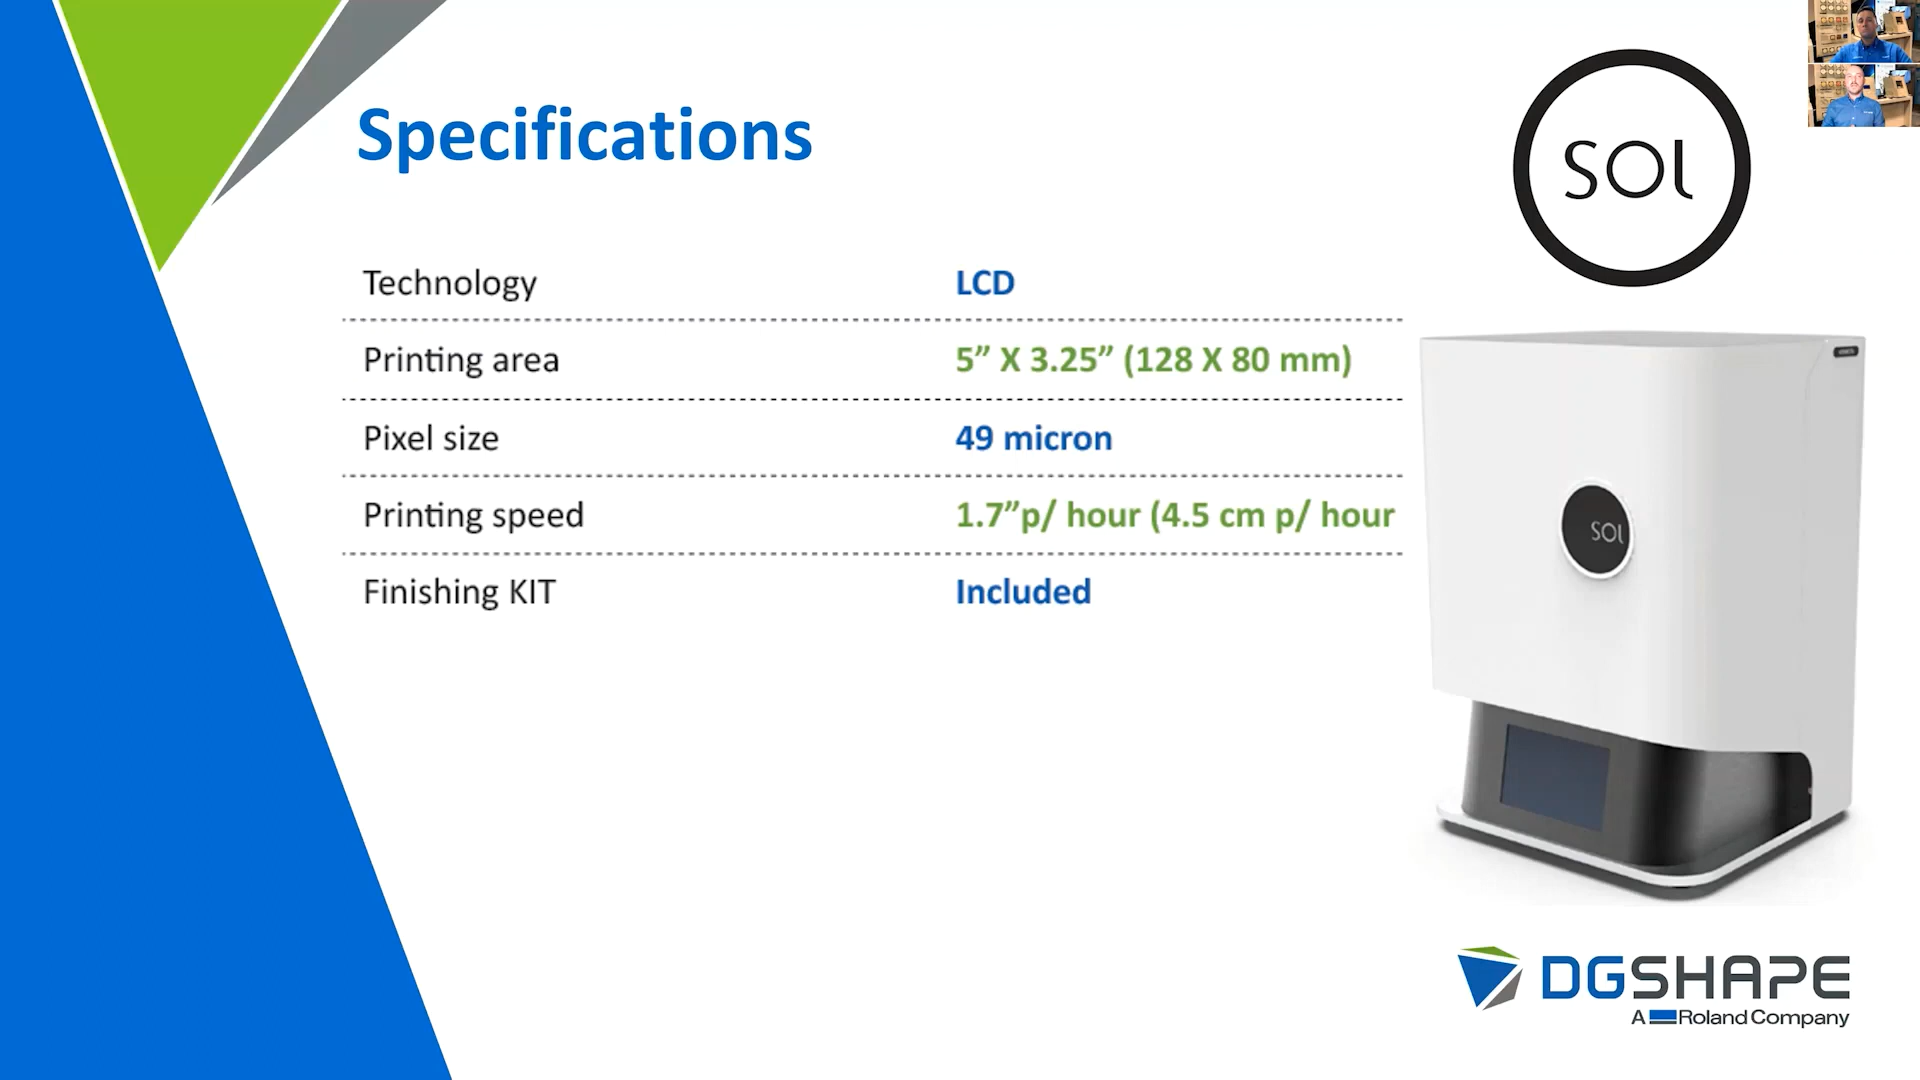 Specifications
SOL
Technology LCD
Printing area 5” X 3.25” (128 X 80 mm)
Pixel size 49 micron
Printing speed 1.7”p/ hour (4.5 cm p/ hour
Finishing KIT Included
SOL
DGSHAPE
A Roland Company